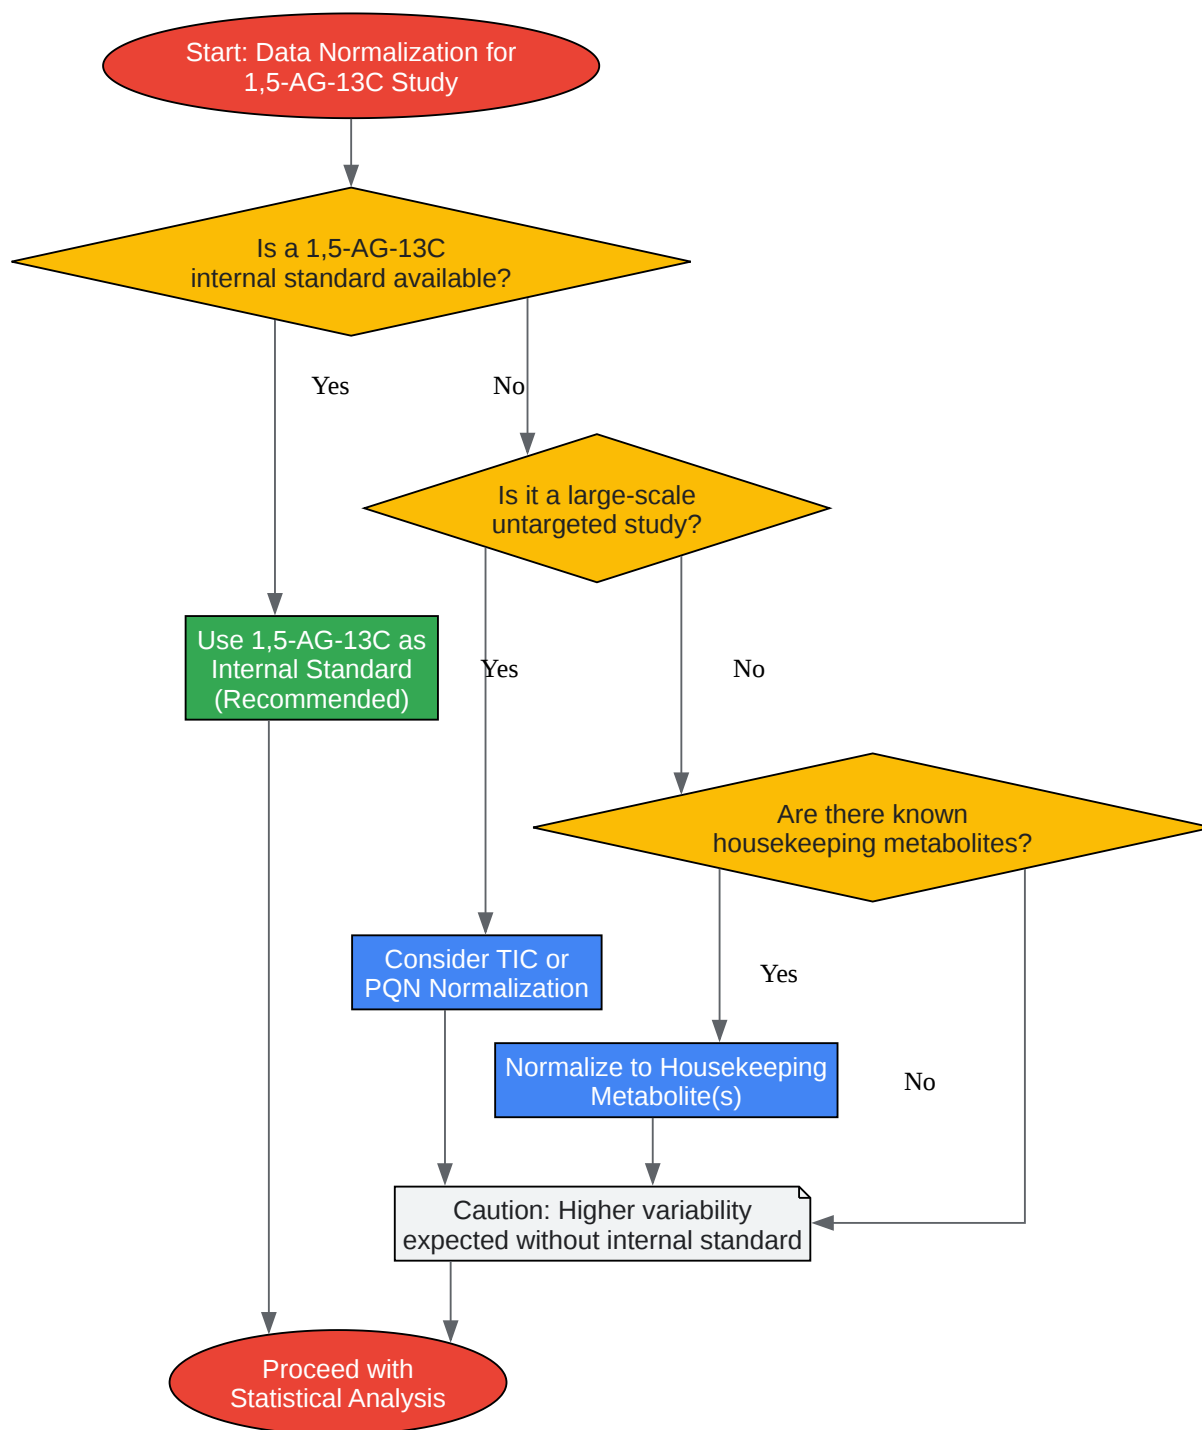 Start: Data Normalization for
1,5-AG-13C Study
Is a 1,5-AG-13C
internal standard available?
Yes
No
Is it a large-scale
untargeted study?
Use 1,5-AG-13C as
Internal Standard
(Recommended)
Yes
No
Are there known
housekeeping metabolites?
Consider TIC or
PQN Normalization
Yes
Normalize to Housekeeping
Metabolite(s)
No
Caution: Higher variability
expected without internal standard
Proceed with
Statistical Analysis